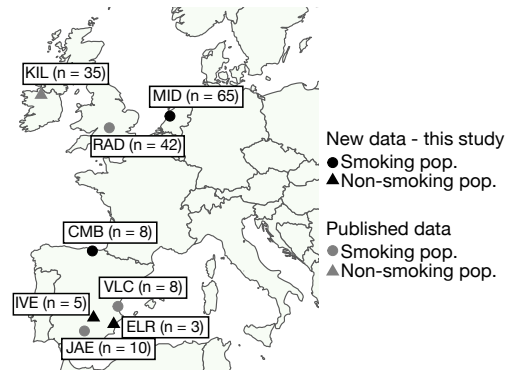 KIL (n = 35)
MID (n = 65)
RAD (n = 42)
CMB (n = 8)
VLC (n = 8)
IVE (n = 5)
ELR (n = 3)
JAE (n = 10)
New data - this study
Smoking pop.
Non-smoking pop.
Published data
Smoking pop.
Non-smoking pop.